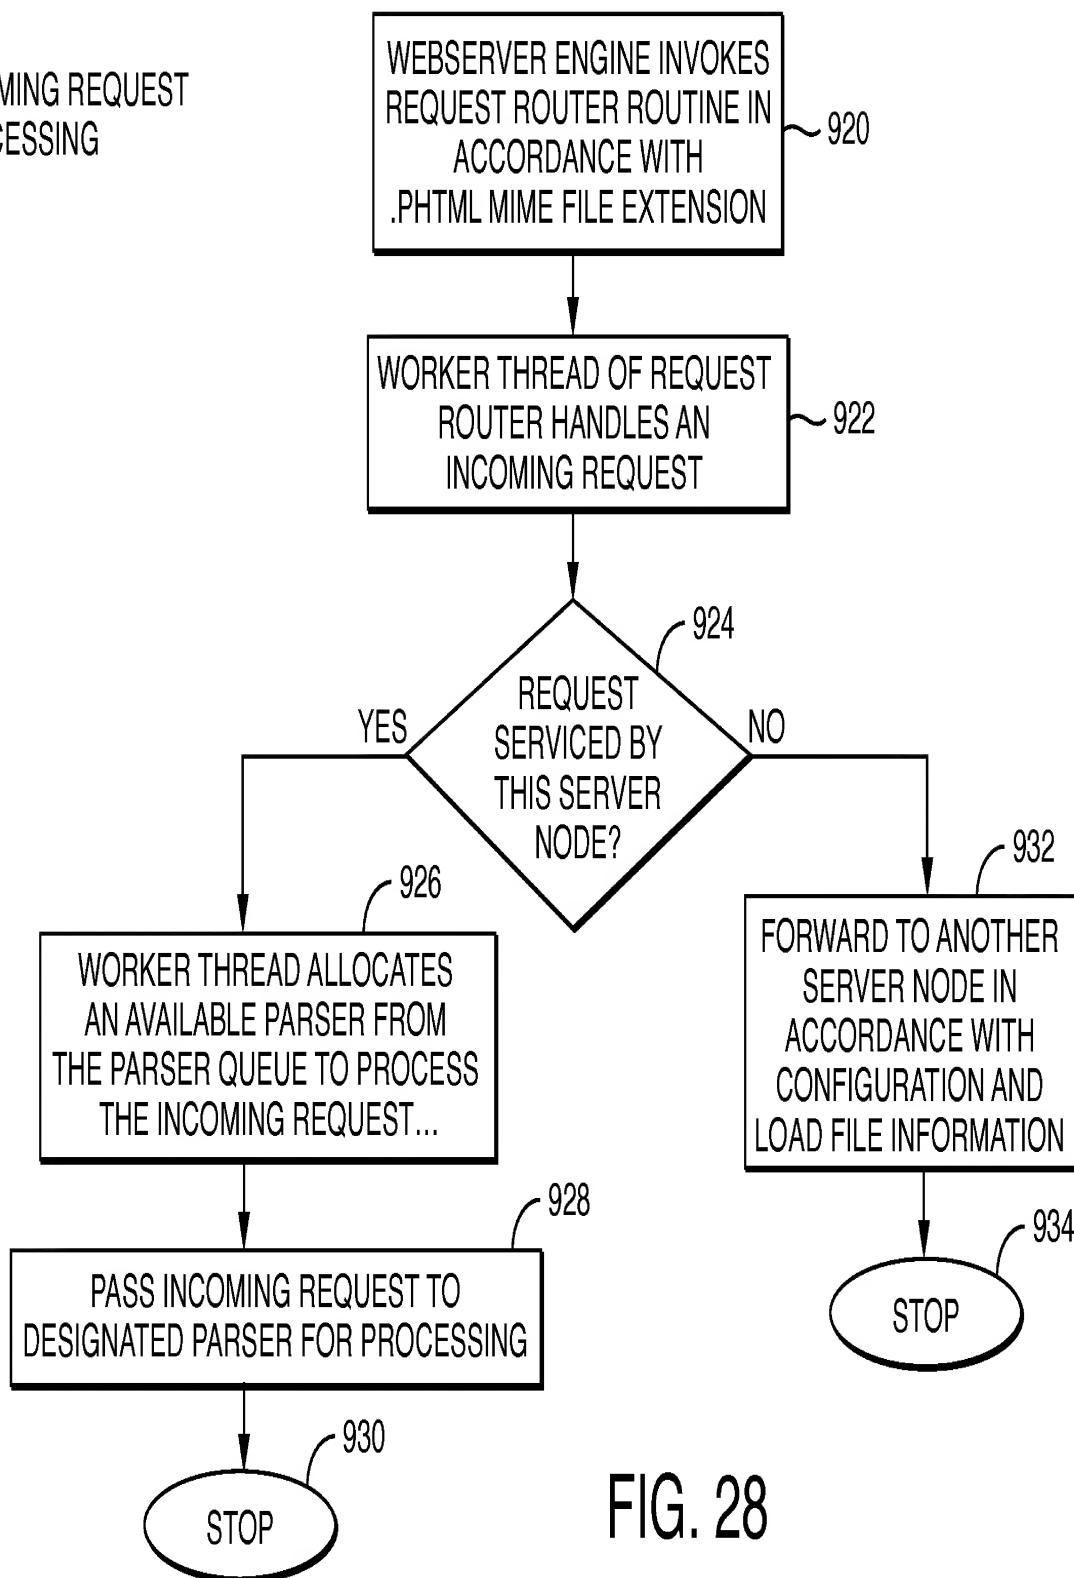 MING REQUEST
CESSING
WEBSERVER ENGINE INVOKES
REQUEST ROUTER ROUTINE IN
ACCORDANCE WITH
.PHTML MIME FILE EXTENSION
920
WORKER THREAD OF REQUEST
ROUTER HANDLES AN
INCOMING REQUEST
922
924
REQUEST
SERVICED BY
THIS SERVER
NODE?
YES
NO
926
WORKER THREAD ALLOCATES
AN AVAILABLE PARSER FROM
THE PARSER QUEUE TO PROCESS
THE INCOMING REQUEST...
928
PASS INCOMING REQUEST TO
DESIGNATED PARSER FOR PROCESSING
930
STOP
932
FORWARD TO ANOTHER
SERVER NODE IN
ACCORDANCE WITH
CONFIGURATION AND
LOAD FILE INFORMATION
934
STOP
FIG. 28